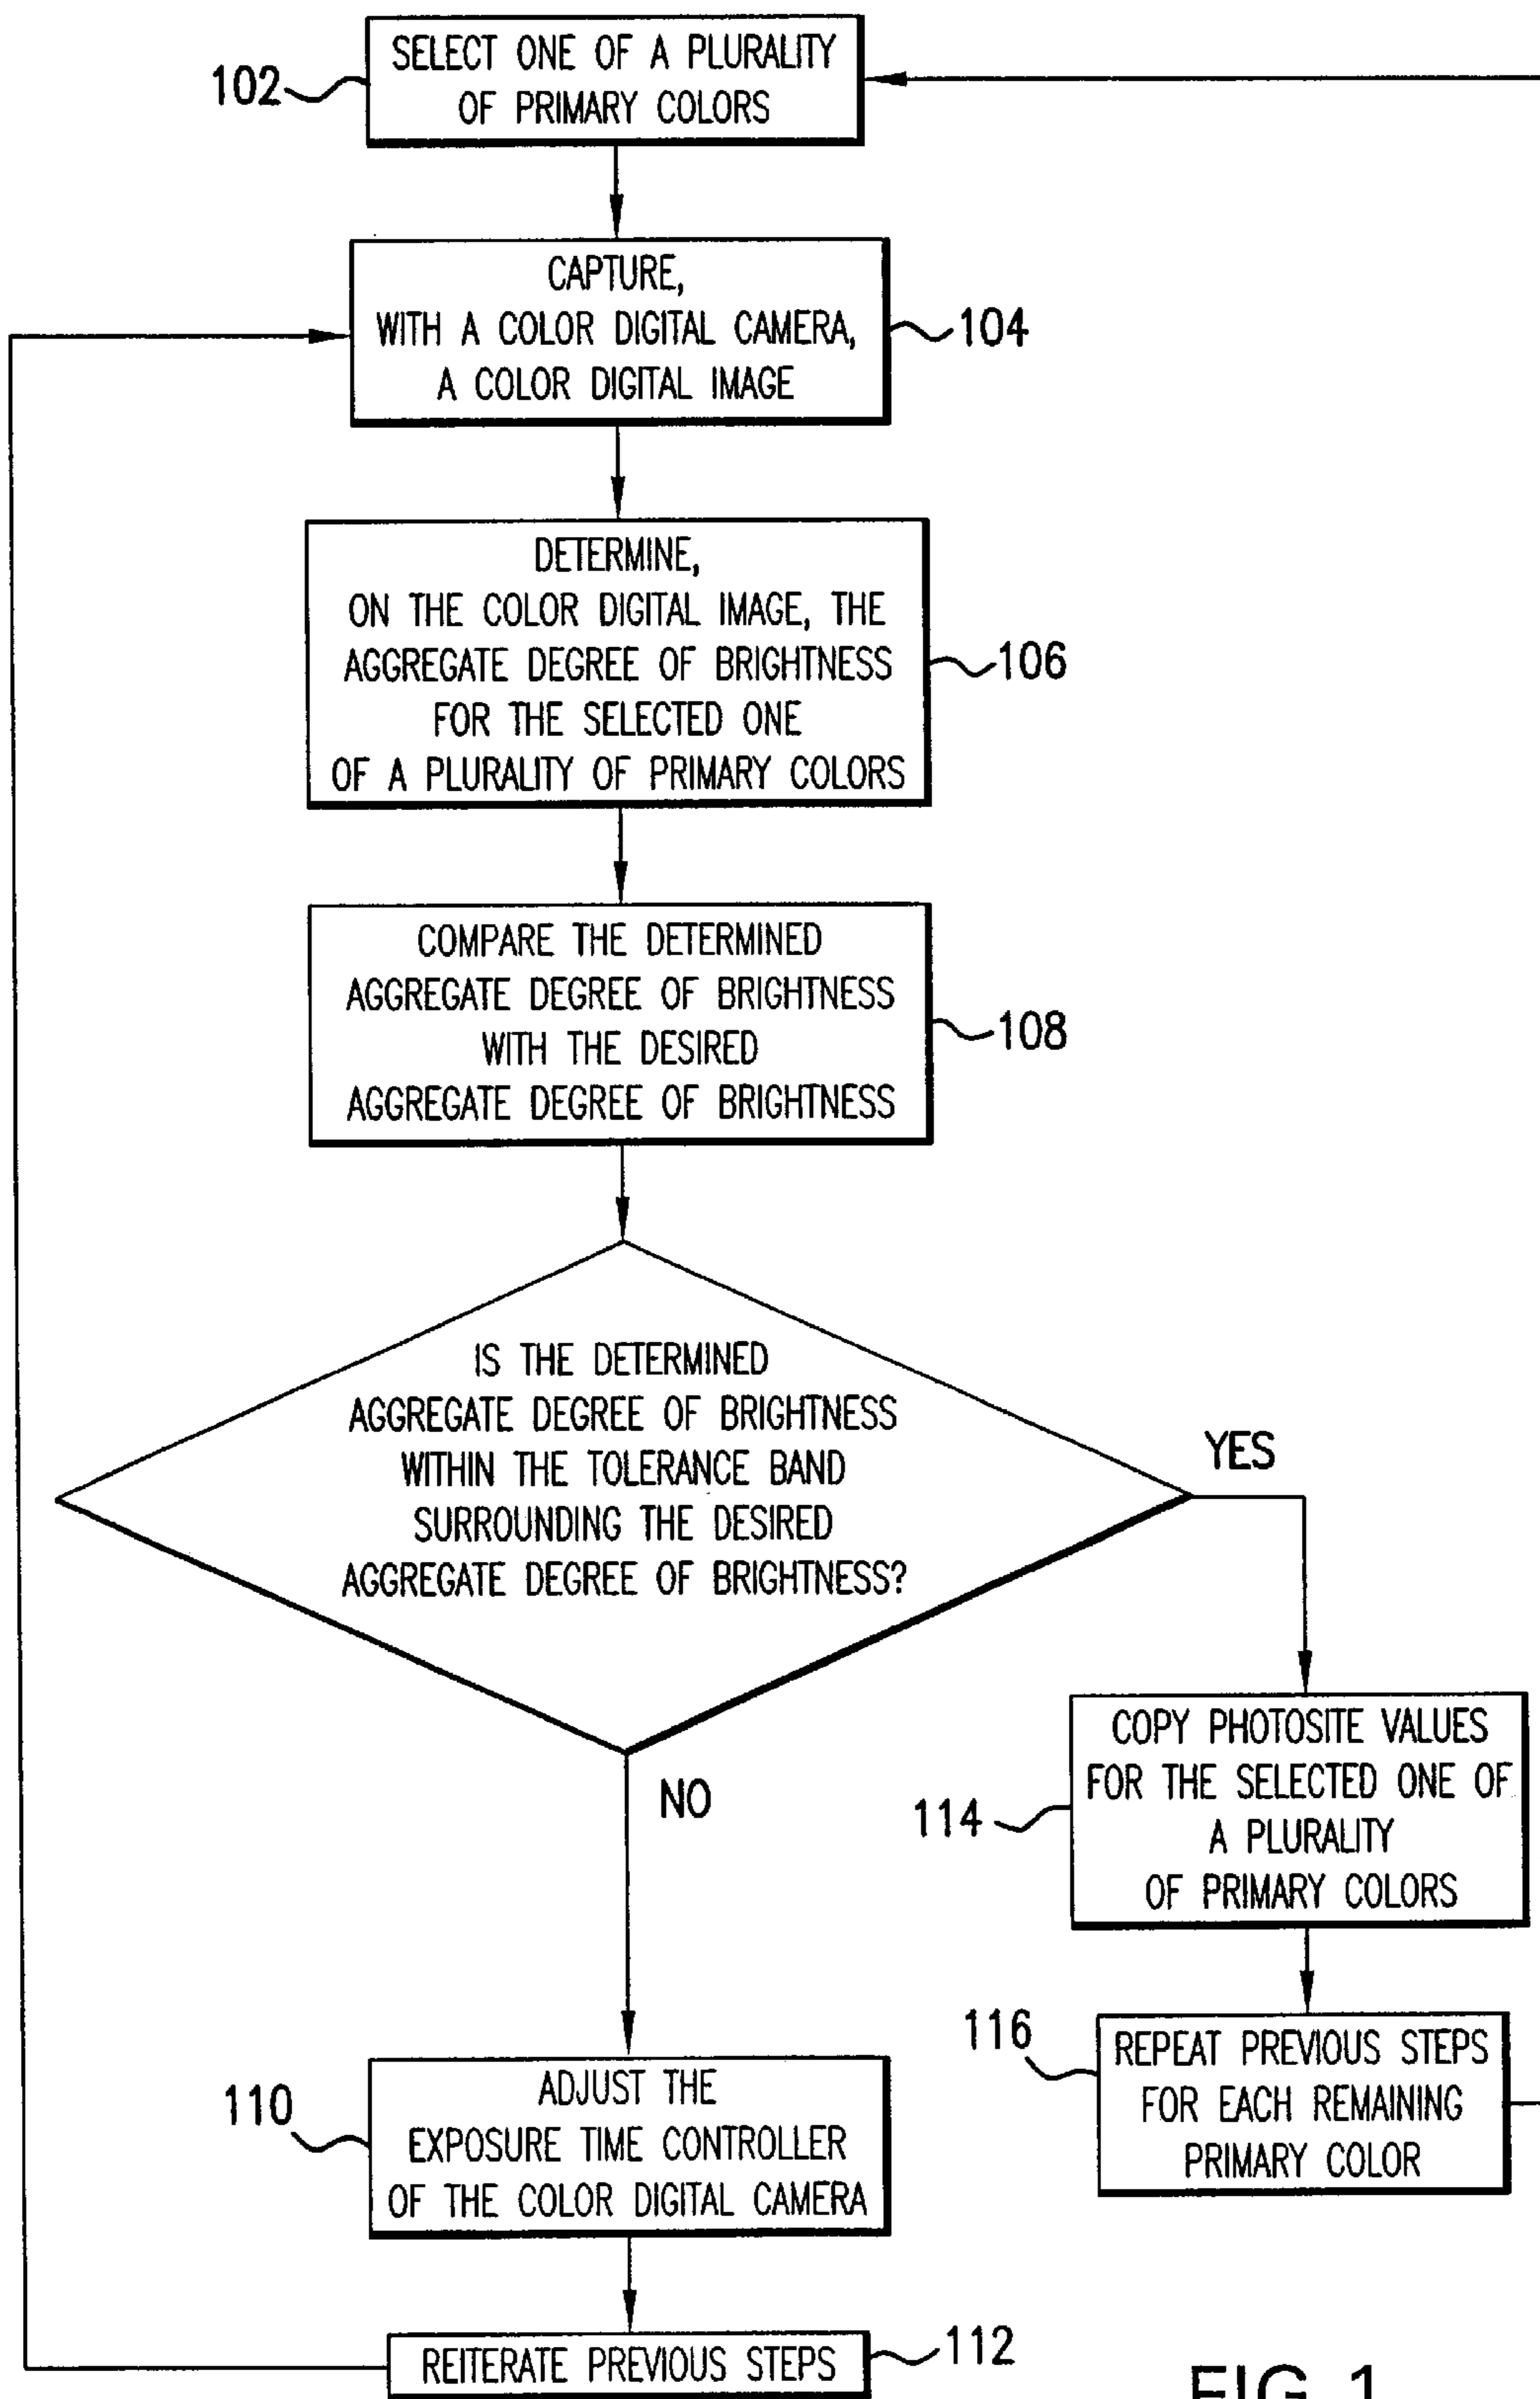 102
SELECT ONE OF A PLURALITY
OF PRIMARY COLORS
CAPTURE,
WITH A COLOR DIGITAL CAMERA,
A COLOR DIGITAL IMAGE
104
DETERMINE,
ON THE COLOR DIGITAL IMAGE, THE
AGGREGATE DEGREE OF BRIGHTNESS
FOR THE SELECTED ONE
OF A PLURALITY OF PRIMARY COLORS
106
COMPARE THE DETERMINED
AGGREGATE DEGREE OF BRIGHTNESS
WITH THE DESIRED
AGGREGATE DEGREE OF BRIGHTNESS
108
IS THE DETERMINED
AGGREGATE DEGREE OF BRIGHTNESS
WITHIN THE TOLERANCE BAND
SURROUNDING THE DESIRED
AGGREGATE DEGREE OF BRIGHTNESS?
YES
NO
114
COPY PHOTOSITE VALUES
FOR THE SELECTED ONE OF
A PLURALITY
OF PRIMARY COLORS
116
REPEAT PREVIOUS STEPS
FOR EACH REMAINING
PRIMARY COLOR
110
ADJUST THE
EXPOSURE TIME CONTROLLER
OF THE COLOR DIGITAL CAMERA
REITERATE PREVIOUS STEPS
112
FIG. 1